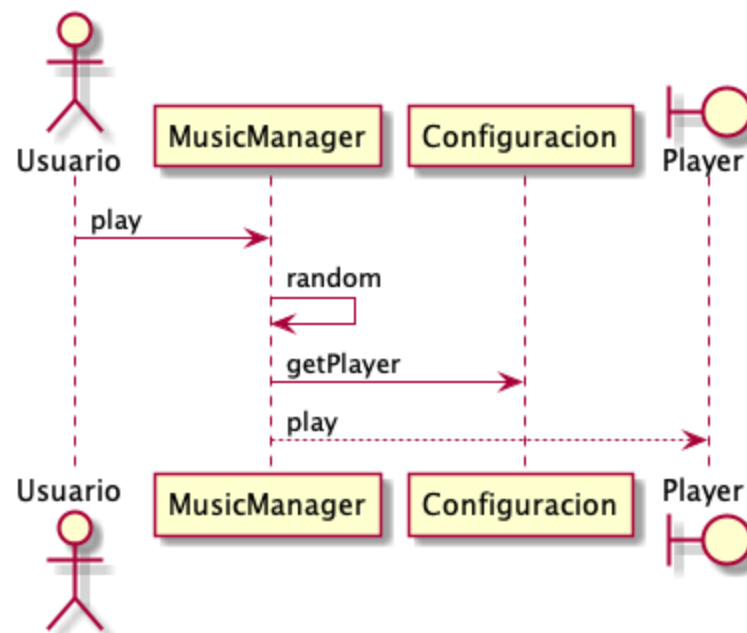 Usuario
MusicManager
Configuracion
Player
play
random
getPlayer
play
Usuario
MusicManager
Configuracion
Player